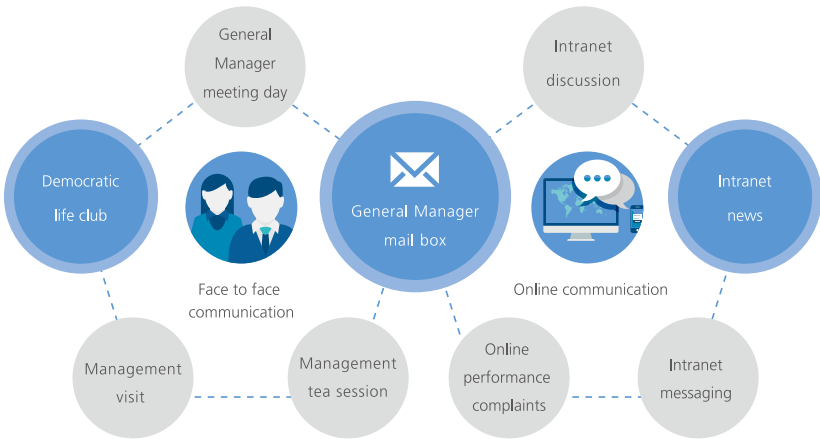 General
Manager
meeting day
Intranet
discussion
Democratic
life club
General Manager
mail box
Intranet
news
Face to face
communication
Online communication
Management
visit
Management
tea session
Online
performance
complaints
Intranet
messaging